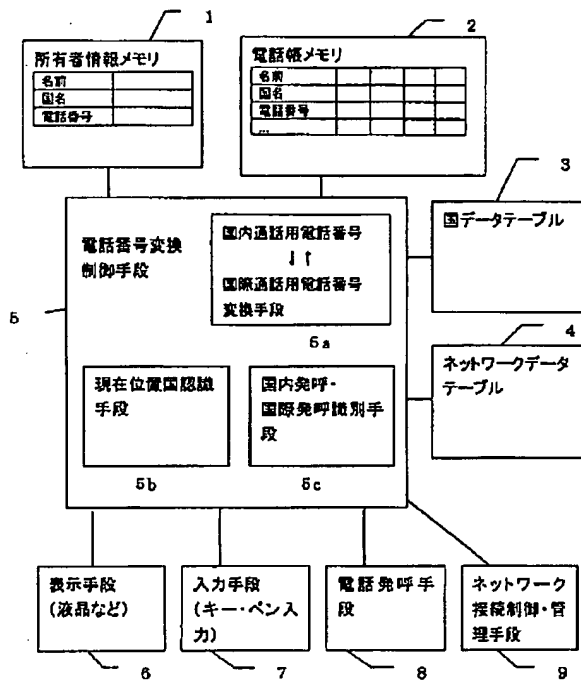 1
所有者情報メモリ
名前
国名
電話番号
2
電話帳メモリ
名前
国名
電話番号
...
3
国データテーブル
4
ネットワークデータ
テーブル
5
電話番号変換
制御手段
国内通話用電話番号
↓↑
国際通話用電話番号
変換手段
5a
現在位置国認識
手段
5b
国内発呼・
国際発呼識別手
段
5c
表示手段
(液晶など)
6
入力手段
(キー・ペン入
力)
7
電話発呼手
段
8
ネットワーク
接続制御・管
理手段
9